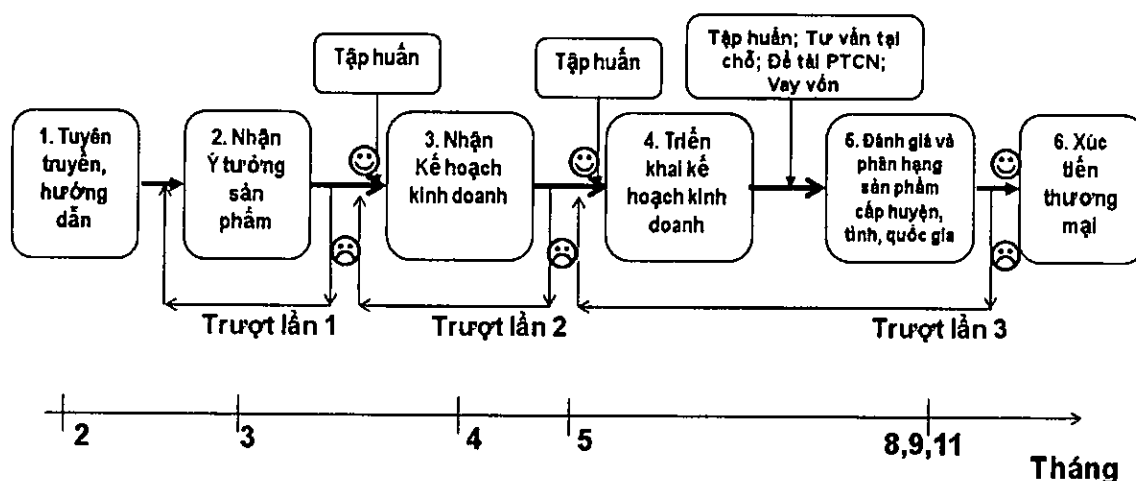 Tập huấn
Tập huấn
Tập huấn; Tư vấn tại
chỗ; Đề tài PTCN;
Vay vốn
1. Tuyên
truyền,
hướng
dẫn
2. Nhận
Ý tưởng
sản
phẩm
3. Nhận
Kế hoạch
kinh doanh
4. Triển
khai kế
hoạch kinh
doanh
5. Đánh giá và
phân hạng
sản phẩm
cấp huyện,
tỉnh, quốc gia
6. Xúc
tiến
thương
mại
Trượt lần 1
Trượt lần 2
Trượt lần 3
2
3
4
5
8,9,11
Tháng